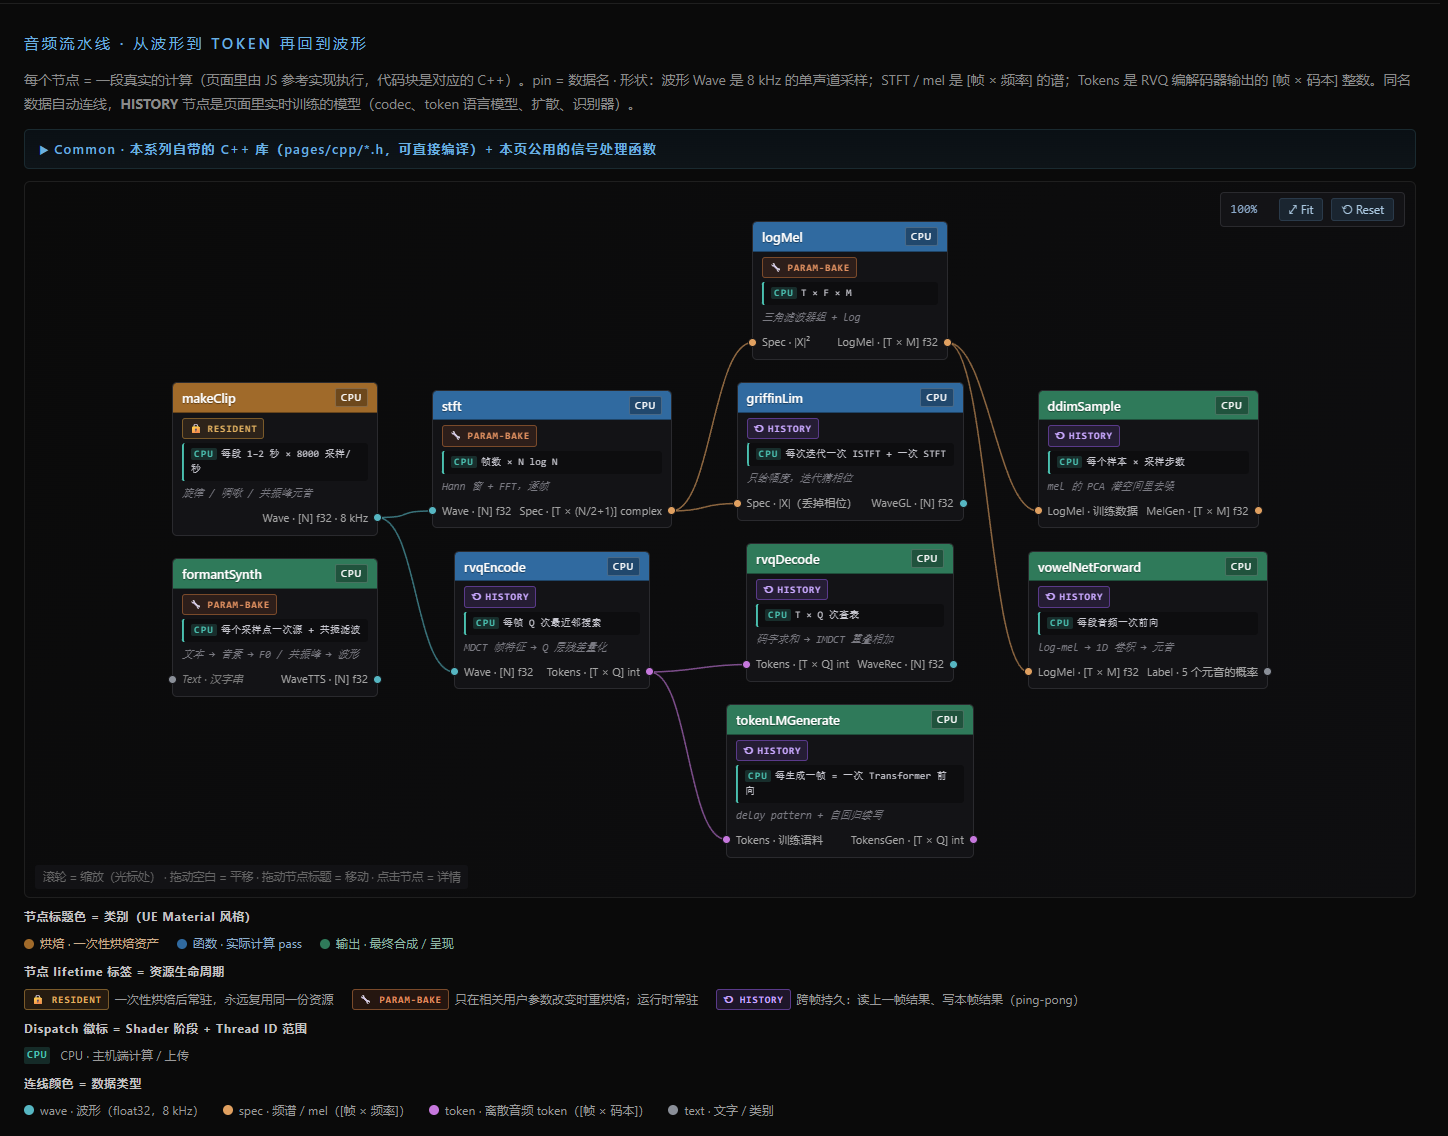 音频流水线 · 从波形到 TOKEN 再回到波形
每个节点 = 一段真实的计算（页面里由 JS 参考实现执行，代码块是对应的 C++）。pin = 数据名 · 形状：波形 Wave 是 8 kHz 的单声道采样；STFT / mel 是 [帧 × 频率] 的谱；Tokens 是 RVQ 编解码器输出的 [帧 × 码本] 整数。同名
数据自动连线，HISTORY 节点是页面里实时训练的模型（codec、token 语言模型、扩散、识别器）。
▶ Common · 本系列自带的 C++ 库（pages/cpp/*.h，可直接编译）+ 本页公用的信号处理函数
100%
Fit
Reset
logMel
CPU
PARAM-BAKE
CPU T × F × M
三角滤波器组 + log
Spec · |X|²
LogMel · [T × M] f32
makeClip
CPU
RESIDENT
CPU 每段 1–2 秒 × 8000 采样/
秒
旋律 / 啁啾 / 共振峰元音
Wave · [N] f32 · 8 kHz
stft
CPU
PARAM-BAKE
CPU 帧数 × N log N
Hann 窗 + FFT，逐帧
Wave · [N] f32
Spec · [T × (N/2+1)] complex
griffinLim
CPU
HISTORY
CPU 每次迭代一次 ISTFT + 一次 STFT
只给幅度，迭代猜相位
Spec · |X|（丢掉相位）
WaveGL · [N] f32
ddimSample
CPU
HISTORY
CPU 每个样本 × 采样步数
mel 的 PCA 潜空间里去噪
LogMel · 训练数据
MelGen · [T × M] f32
formantSynth
CPU
PARAM-BAKE
CPU 每个采样点一次源 + 共振滤波
文本 → 音素 → F0 / 共振峰 → 波形
Text · 汉字串
WaveTTS · [N] f32
rvqEncode
CPU
HISTORY
CPU 每帧 Q 次最近邻搜索
MDCT 帧特征 → Q 层残差量化
Wave · [N] f32
Tokens · [T × Q] int
rvqDecode
CPU
HISTORY
CPU T × Q 次查表
码字求和 → IMDCT 重叠相加
Tokens · [T × Q] int
WaveRec · [N] f32
vowelNetForward
CPU
HISTORY
CPU 每段音频一次前向
Log-mel → 1D 卷积 → 元音
LogMel · [T × M] f32
Label · 5 个元音的概率
tokenLMGenerate
CPU
HISTORY
CPU 每生成一帧 = 一次 Transformer 前
向
delay pattern + 自回归续写
Tokens · 训练语料
TokensGen · [T × Q] int
滚轮 = 缩放（光标处） · 拖动空白 = 平移 · 拖动节点标题 = 移动 · 点击节点 = 详情
节点标题色 = 类别（UE Material 风格）
烘焙 · 一次性烘焙资产
函数 · 实际计算 pass
输出 · 最终合成 / 呈现
节点 lifetime 标签 = 资源生命周期
RESIDENT 一次性烘焙后常驻，永远复用同一份资源
PARAM-BAKE 只在相关用户参数改变时重烘焙；运行时常驻
HISTORY 跨帧持久：读上一帧结果、写本帧结果（ping-pong）
Dispatch 徽标 = Shader 阶段 + Thread ID 范围
CPU CPU · 主机端计算 / 上传
连线颜色 = 数据类型
wave · 波形（float32，8 kHz）
spec · 频谱 / mel（[帧 × 频率]）
token · 离散音频 token（[帧 × 码本]）
text · 文字 / 类别